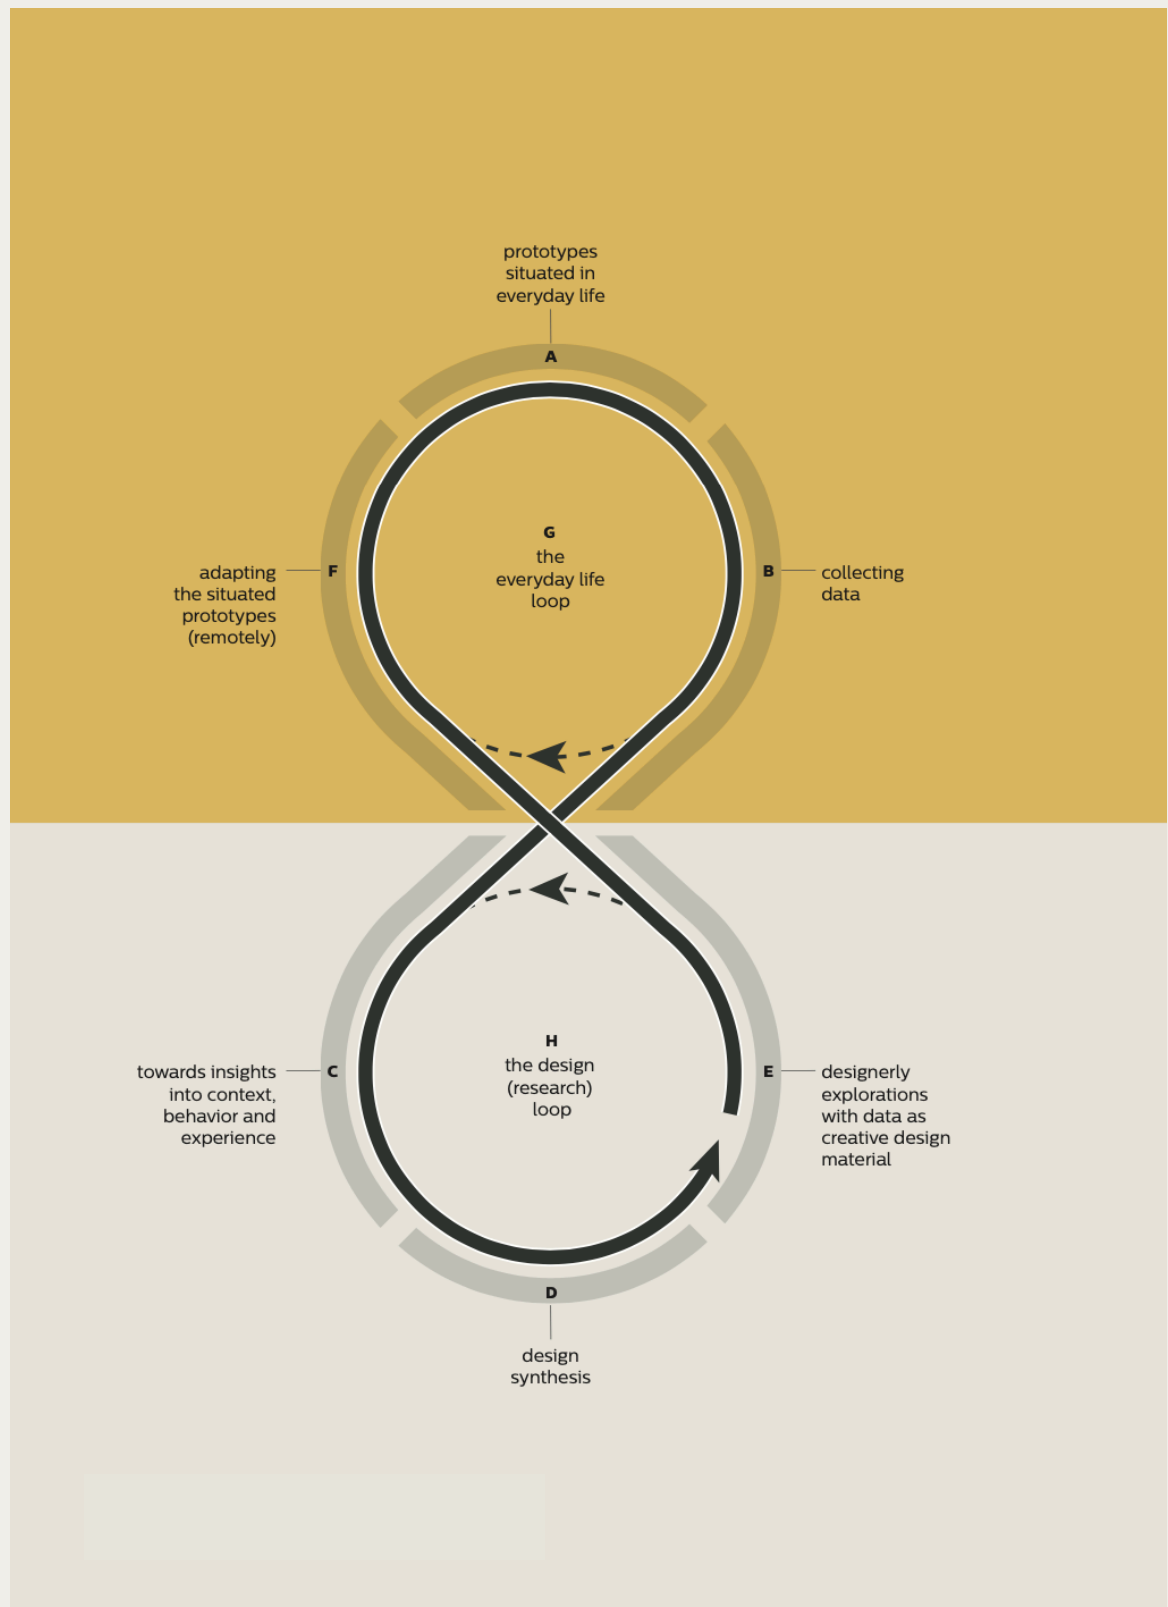 prototypes
situated in
everyday life
A
G
the
everyday life
loop
F
adapting
the situated
prototypes
(remotely)
B
collecting
data
H
the design
(research)
loop
C
towards insights
into context,
behavior and
experience
E
designerly
explorations
with data as
creative design
material
D
design
synthesis